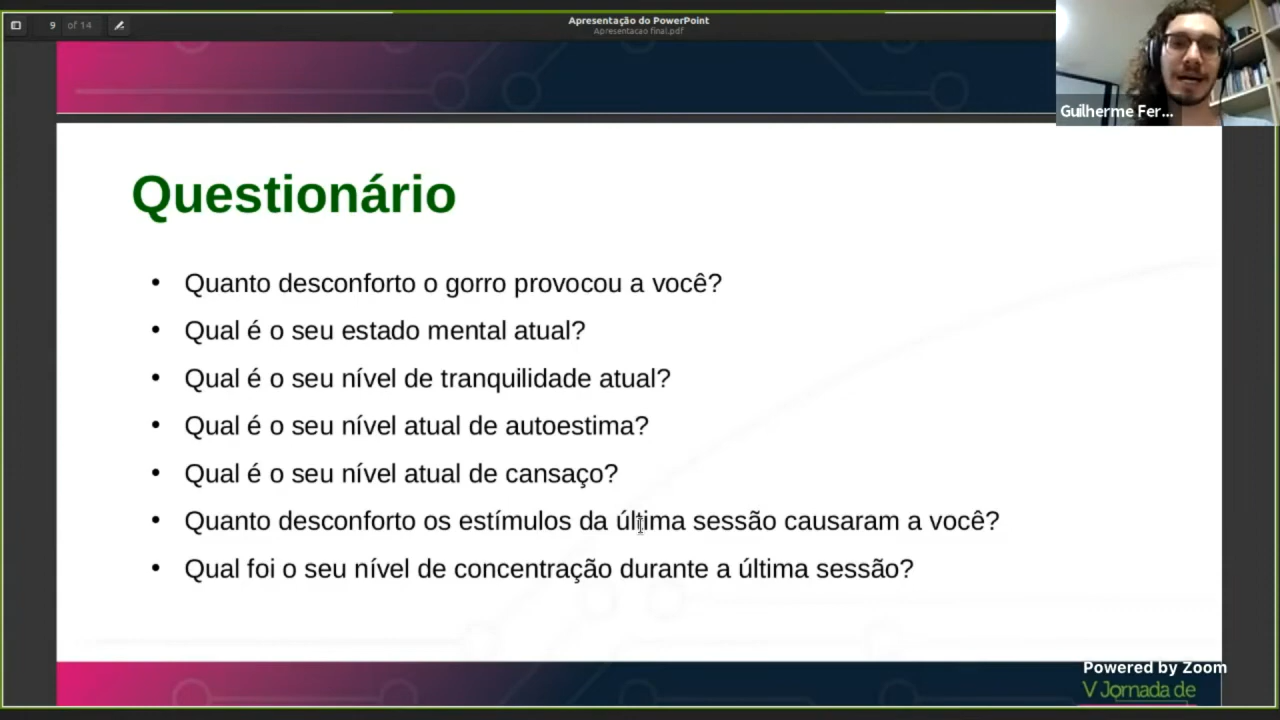 9 of 14
Apresentação do PowerPoint
Apresentacao final.pdf
Guilherme Fer...
Questionário
• Quanto desconforto o gorro provocou a você?
• Qual é o seu estado mental atual?
• Qual é o seu nível de tranquilidade atual?
• Qual é o seu nível atual de autoestima?
• Qual é o seu nível atual de cansaço?
• Quanto desconforto os estímulos da última sessão causaram a você?
• Qual foi o seu nível de concentração durante a última sessão?
Powered by Zoom
V Jornada de